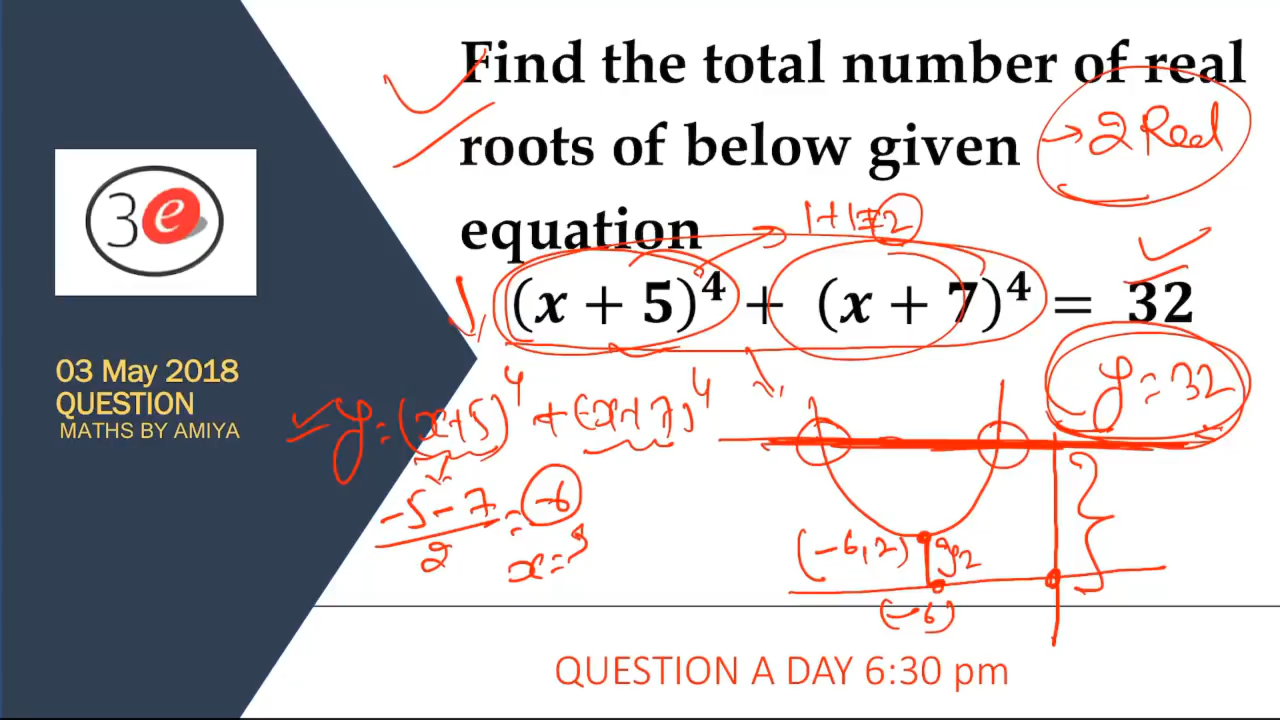 Find the total number of real
roots of below given
→ 2 Real
equation
1+1=2
(x + 5)⁴ + (x + 7)⁴ = 32
3e
y = 32
03 May 2018
QUESTION
MATHS BY AMIYA
y = (x+5)⁴ + (x+7)⁴
-5-7/2 = -6
x =
(-6, 2)
(-6)
QUESTION A DAY 6:30 pm